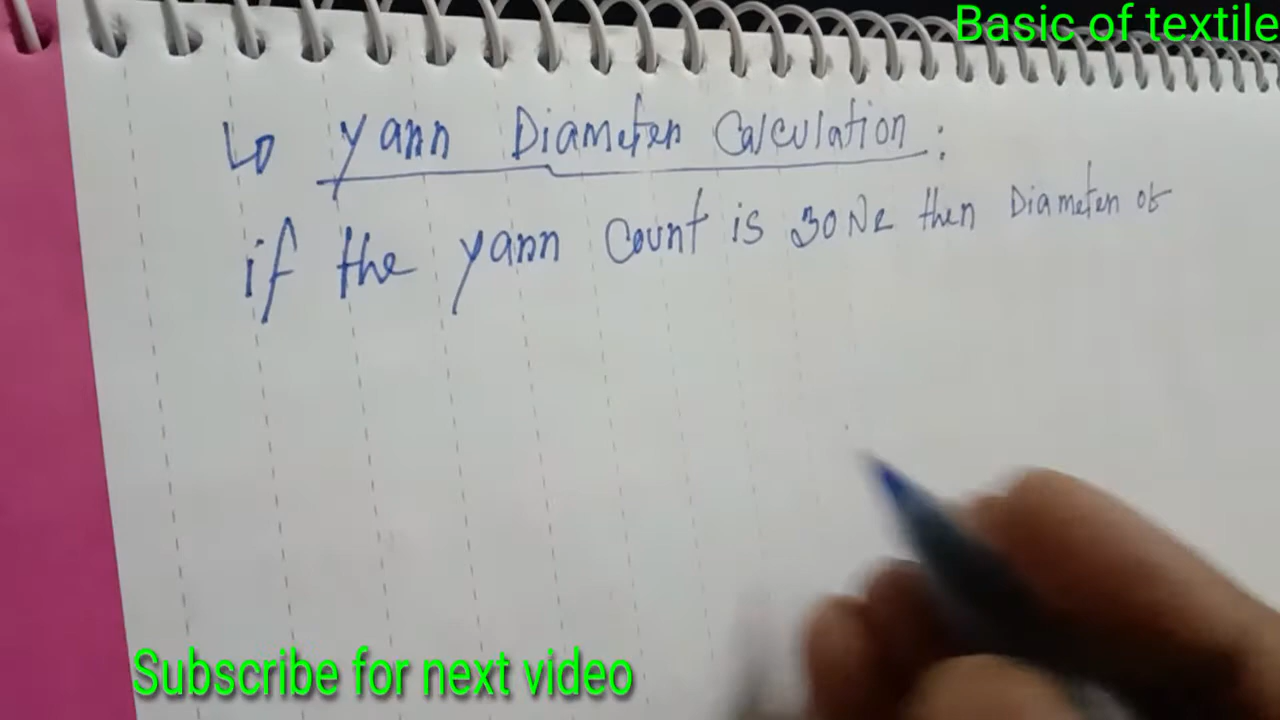 Basic of textile
↳ Yarn Diameter Calculation :
if the yarn Count is 30 Ne then Diameter of
Subscribe for next video